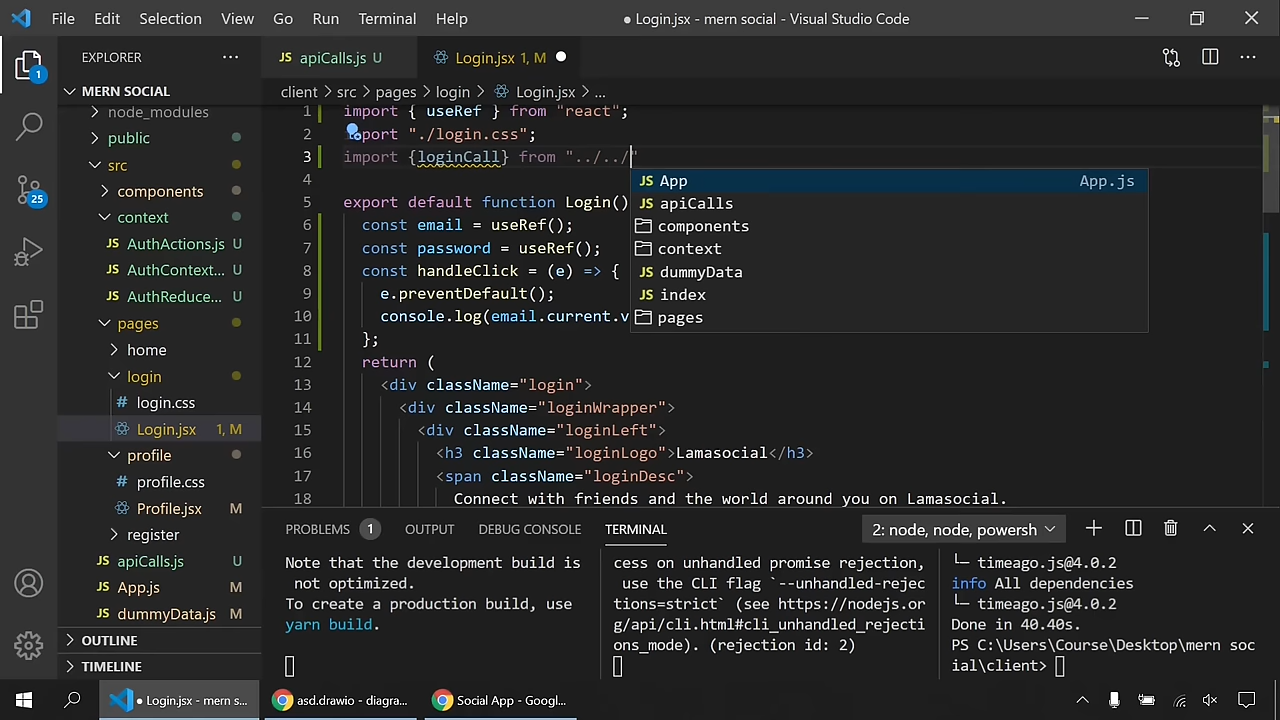 File Edit Selection View Go Run Terminal Help ● Login.jsx - mern social - Visual Studio Code
EXPLORER ···
JS apiCalls.js U
Login.jsx 1, M
client > src > pages > login > Login.jsx > ...
1
MERN SOCIAL
node_modules
public
src
components
context
JS AuthActions.js U
JS AuthContext... U
JS AuthReduce... U
pages
home
login
# login.css
Login.jsx 1, M
profile
# profile.css
Profile.jsx M
register
JS apiCalls.js U
JS App.js M
JS dummyData.js M
OUTLINE
TIMELINE
25
1 import { useRef } from "react";
2 import "./login.css";
3 import {loginCall} from "../../"
4
5 export default function Login()
6 const email = useRef();
7 const password = useRef();
8 const handleClick = (e) => {
9 e.preventDefault();
10 console.log(email.current.v
11 };
12 return (
13 <div className="login">
14 <div className="loginWrapper">
15 <div className="loginLeft">
16 <h3 className="loginLogo">Lamasocial</h3>
17 <span className="loginDesc">
18 Connect with friends and the world around you on Lamasocial.
JS App App.js
JS apiCalls
components
context
JS dummyData
JS index
pages
PROBLEMS 1 OUTPUT DEBUG CONSOLE TERMINAL 2: node, node, powersh
Note that the development build is
not optimized.
To create a production build, use
yarn build.
cess on unhandled promise rejection,
use the CLI flag `--unhandled-rejec
tions=strict` (see https://nodejs.or
g/api/cli.html#cli_unhandled_rejecti
ons_mode). (rejection id: 2)
└─ timeago.js@4.0.2
info All dependencies
└─ timeago.js@4.0.2
Done in 40.40s.
PS C:\Users\Course\Desktop\mern soc
ial\client>
● Login.jsx - mern s...
asd.drawio - diagra...
Social App - Googl...